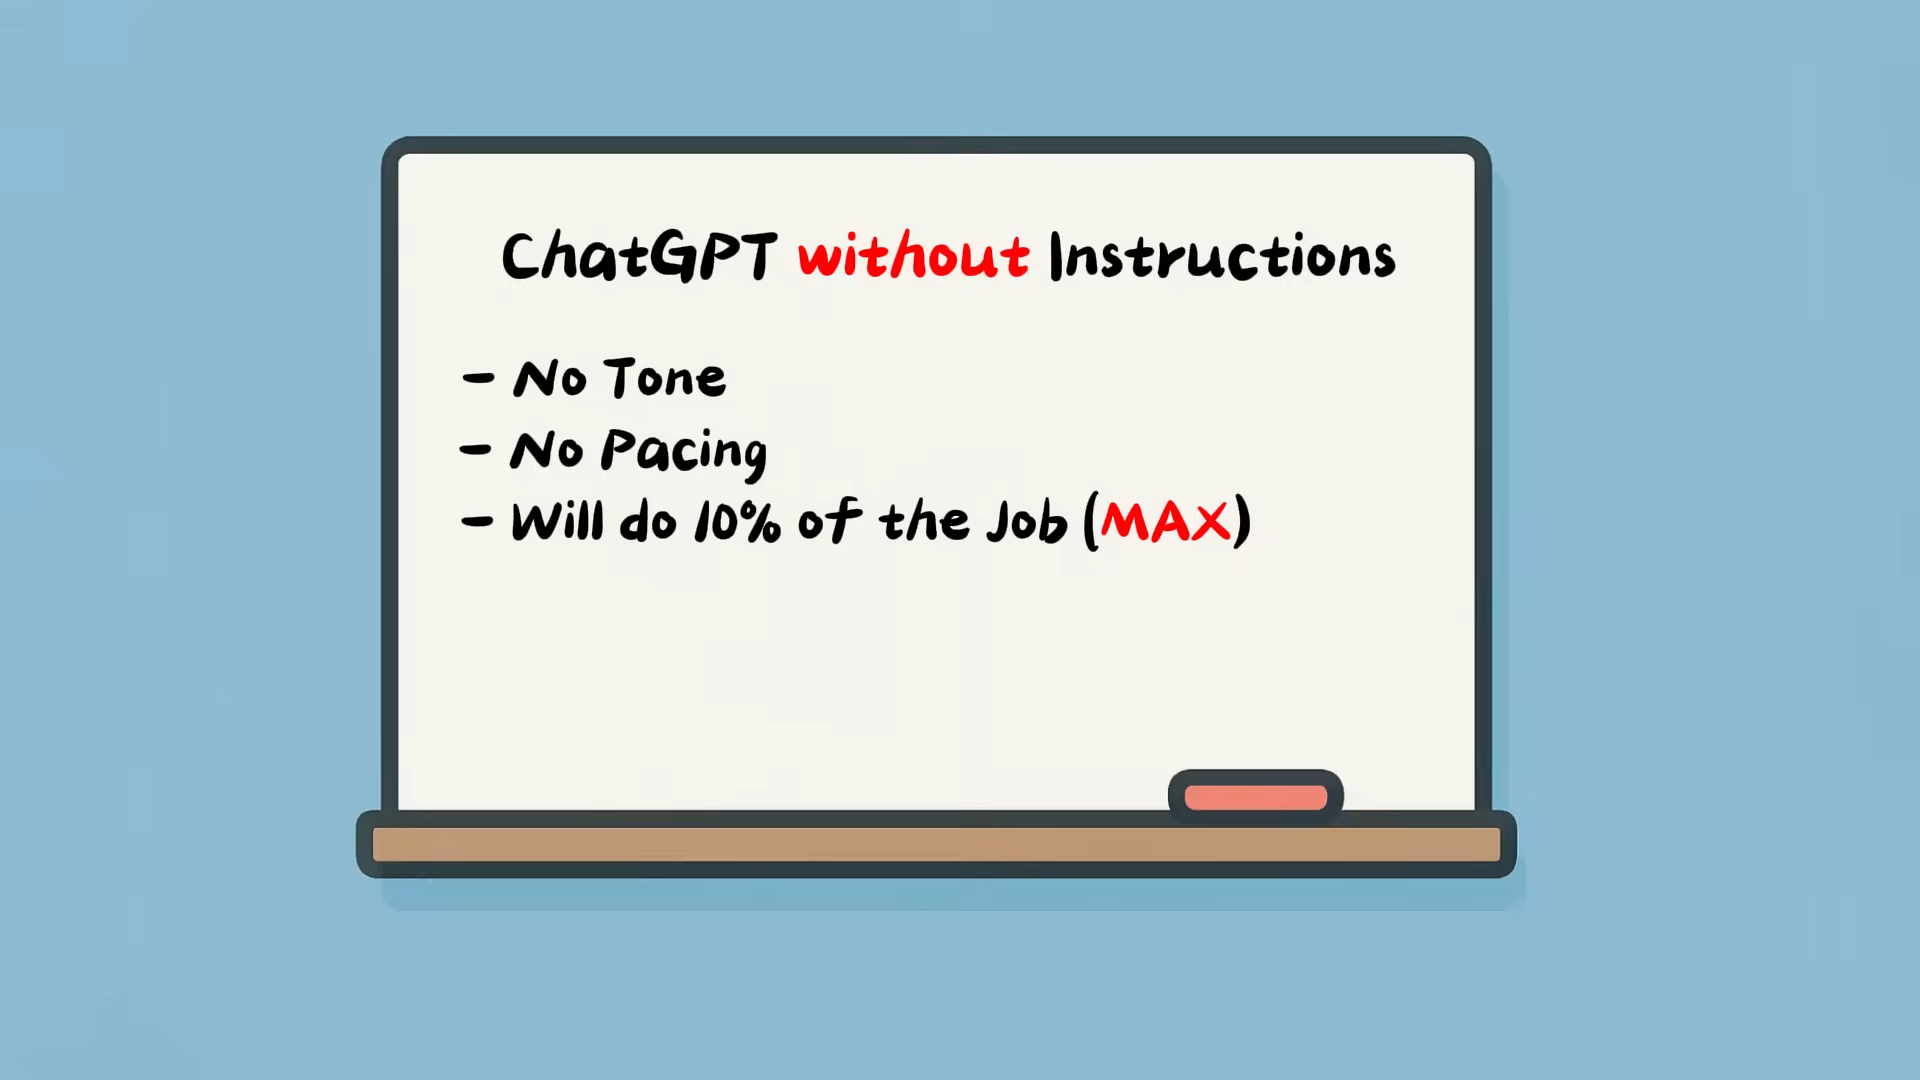 ChatGPT without Instructions
- No Tone
- No Pacing
- Will do 10% of the Job (MAX)